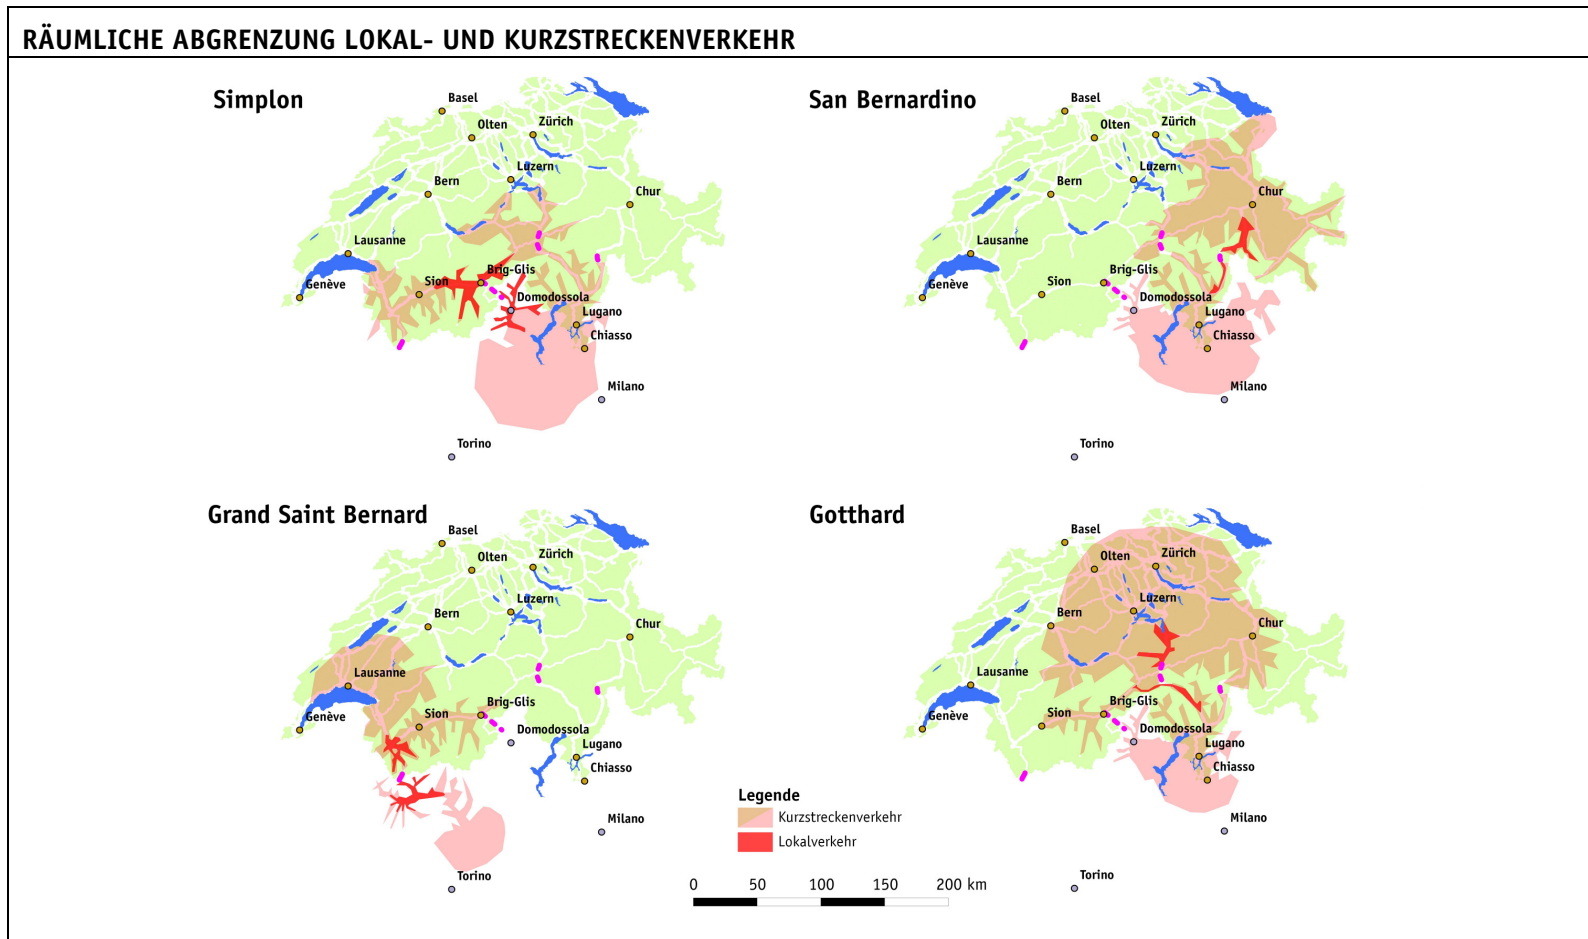 RÄUMLICHE ABGRENZUNG LOKAL- UND KURZSTRECKENVERKEHR
Simplon
Basel
Olten
Zürich
Luzern
Bern
Chur
Lausanne
Genève
Sion
Brig-Glis
Domodossola
Lugano
Chiasso
Milano
Torino
San Bernardino
Basel
Olten
Zürich
Luzern
Bern
Chur
Lausanne
Genève
Sion
Brig-Glis
Domodossola
Lugano
Chiasso
Milano
Torino
Grand Saint Bernard
Basel
Olten
Zürich
Luzern
Bern
Chur
Lausanne
Genève
Sion
Brig-Glis
Domodossola
Lugano
Chiasso
Milano
Torino
Gotthard
Basel
Olten
Zürich
Luzern
Bern
Chur
Lausanne
Genève
Sion
Brig-Glis
Domodossola
Lugano
Chiasso
Milano
Torino
Legende
Kurzstreckenverkehr
Lokalverkehr
0 50 100 150 200 km